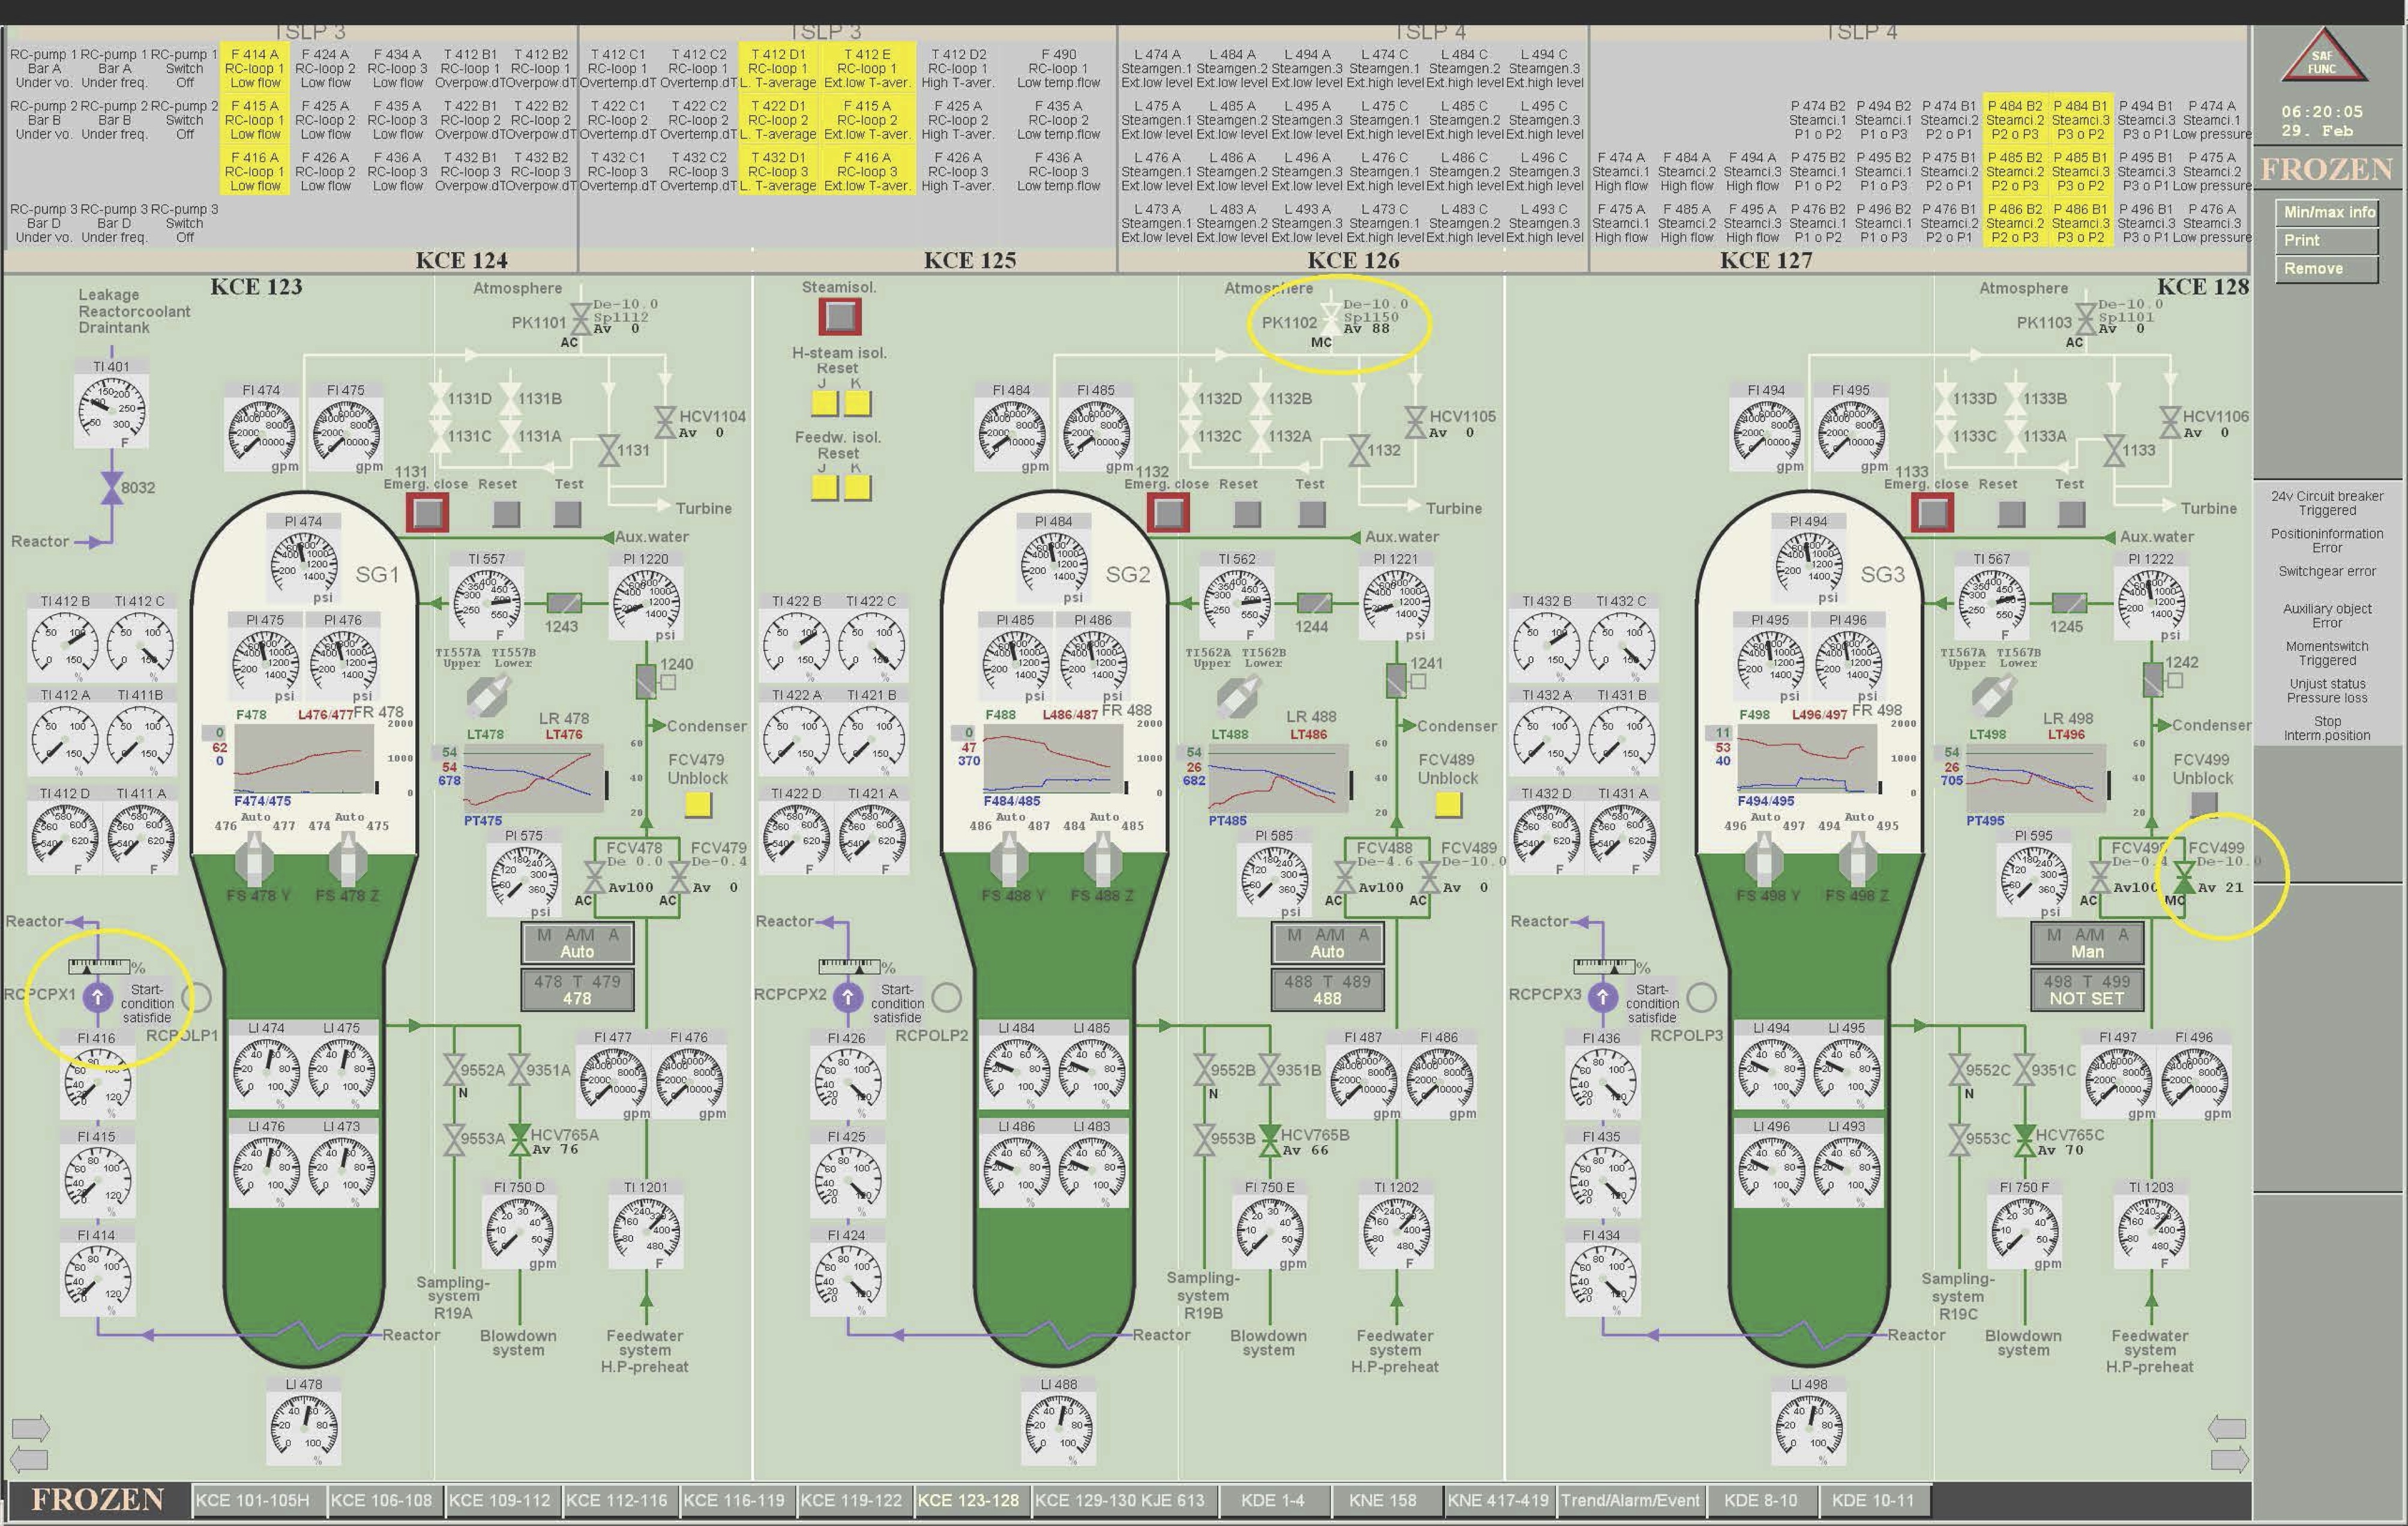 TSLP 3
TSLP 3
TSLP 4
TSLP 4
RC-pump 1 RC-pump 1 RC-pump 1 F 414 A F 424 A F 434 A T 412 B1 T 412 B2 T 412 C1 T 412 C2 T 412 D1 T 412 E T 412 D2 F 490 L 474 A L 484 A L 494 A L 474 C L 484 C L 494 C
Bar A Bar A Switch RC-loop 1 RC-loop 2 RC-loop 3 RC-loop 1 RC-loop 1 RC-loop 1 RC-loop 1 RC-loop 1 RC-loop 1 RC-loop 1 RC-loop 1 Steamgen.1 Steamgen.2 Steamgen.3 Steamgen.1 Steamgen.2 Steamgen.3
Under vo. Under freq. Off Low flow Low flow Low flow Overpow.dT Overpow.dT Overtemp.dT Overtemp.dT L. T-average Ext.low T-aver. High T-aver. Low temp.flow Ext.low level Ext.low level Ext.low level Ext.high level Ext.high level Ext.high level
RC-pump 2 RC-pump 2 RC-pump 2 F 415 A F 425 A F 435 A T 422 B1 T 422 B2 T 422 C1 T 422 C2 T 422 D1 F 415 A F 425 A F 435 A L 475 A L 485 A L 495 A L 475 C L 485 C L 495 C P 474 B2 P 494 B2 P 474 B1 P 484 B2 P 484 B1 P 494 B1 P 474 A
Bar B Bar B Switch RC-loop 1 RC-loop 2 RC-loop 3 RC-loop 2 RC-loop 2 RC-loop 2 RC-loop 2 RC-loop 2 RC-loop 2 RC-loop 2 RC-loop 2 Steamgen.1 Steamgen.2 Steamgen.3 Steamgen.1 Steamgen.2 Steamgen.3 Steamci.1 Steamci.1 Steamci.2 Steamci.2 Steamci.3 Steamci.3 Steamci.1
Under vo. Under freq. Off Low flow Low flow Low flow Overpow.dT Overpow.dT Overtemp.dT Overtemp.dT L. T-average Ext.low T-aver. High T-aver. Low temp.flow Ext.low level Ext.low level Ext.low level Ext.high level Ext.high level Ext.high level P1 o P2 P1 o P3 P2 o P1 P2 o P3 P3 o P2 P3 o P1 Low pressure
F 416 A F 426 A F 436 A T 432 B1 T 432 B2 T 432 C1 T 432 C2 T 432 D1 F 416 A F 426 A F 436 A L 476 A L 486 A L 496 A L 476 C L 486 C L 496 C F 474 A F 484 A F 494 A P 475 B2 P 495 B2 P 475 B1 P 485 B2 P 485 B1 P 495 B1 P 475 A
RC-loop 1 RC-loop 2 RC-loop 3 RC-loop 3 RC-loop 3 RC-loop 3 RC-loop 3 RC-loop 3 RC-loop 3 RC-loop 3 RC-loop 3 Steamgen.1 Steamgen.2 Steamgen.3 Steamgen.1 Steamgen.2 Steamgen.3 Steamci.1 Steamci.2 Steamci.3 Steamci.1 Steamci.1 Steamci.2 Steamci.2 Steamci.3 Steamci.3 Steamci.2
Low flow Low flow Low flow Overpow.dT Overpow.dT Overtemp.dT Overtemp.dT L. T-average Ext.low T-aver. High T-aver. Low temp.flow Ext.low level Ext.low level Ext.low level Ext.high level Ext.high level Ext.high level High flow High flow High flow P1 o P2 P1 o P3 P2 o P1 P2 o P3 P3 o P2 P3 o P1 Low pressure
RC-pump 3 RC-pump 3 RC-pump 3 L 473 A L 483 A L 493 A L 473 C L 483 C L 493 C F 475 A F 485 A F 495 A P 476 B2 P 496 B2 P 476 B1 P 486 B2 P 486 B1 P 496 B1 P 476 A
Bar D Bar D Switch Steamgen.1 Steamgen.2 Steamgen.3 Steamgen.1 Steamgen.2 Steamgen.3 Steamci.1 Steamci.2 Steamci.3 Steamci.1 Steamci.1 Steamci.2 Steamci.2 Steamci.3 Steamci.3 Steamci.3
Under vo. Under freq. Off Ext.low level Ext.low level Ext.low level Ext.high level Ext.high level Ext.high level High flow High flow High flow P1 o P2 P1 o P3 P2 o P1 P2 o P3 P3 o P2 P3 o P1 Low pressure
KCE 124 KCE 125 KCE 126 KCE 127
KCE 123 KCE 128
SAF
FUNC
06:20:05
29. Feb
FROZEN
Min/max info
Print
Remove
24v Circuit breaker
Triggered
Positioninformation
Error
Switchgear error
Auxiliary object
Error
Momentswitch
Triggered
Unjust status
Pressure loss
Stop
Interm.position
Leakage
Reactorcoolant
Draintank
TI 401
F
8032
Reactor
Atmosphere
PK1101
De-10.0
Sp1112
Av 0
AC
FI 474 FI 475
gpm
1131D 1131B
1131C 1131A
1131
HCV1104
Av 0
1131
Emerg. close Reset Test
Turbine
Aux.water
Steamisol.
H-steam isol.
Reset
J K
Feedw. isol.
Reset
J K
PI 474
psi
SG1
PI 475 PI 476
psi psi
TI 412 B TI 412 C
%
TI 412 A TI 411B
%
TI 412 D TI 411 A
F F
TI 557 PI 1220
F psi
1243
TI557A TI557B
Upper Lower
1240
F478 L476/477 FR 478
2000
1000
0
0
62
0
F474/475
LR 478
LT478 LT476
54
54
678
60
40
20
PT475
Condenser
FCV479
Unblock
Auto Auto
476 477 474 475
FS 478 Y FS 478 Z
PI 575
psi
FCV478 FCV479
De 0.0 De-0.4
Av100 Av 0
AC AC
M A/M A
Auto
478 T 479
478
Reactor
%
RCPCPX1
Start-
condition
satisfide
RCPOLP1
FI 416
FI 415
FI 414
LI 474 LI 475
LI 476 LI 473
9552A 9351A
N
9553A
HCV765A
Av 76
FI 477 FI 476
gpm gpm
FI 750 D
gpm
TI 1201
F
Sampling-
system
R19A
Reactor
Blowdown
system
Feedwater
system
H.P-preheat
LI 478
%
Atmosphere
PK1102
De-10.0
Sp1150
Av 88
MC
FI 484 FI 485
gpm
1132D 1132B
1132C 1132A
1132
HCV1105
Av 0
1132
Emerg. close Reset Test
Turbine
Aux.water
PI 484
psi
SG2
PI 485 PI 486
psi psi
TI 422 B TI 422 C
%
TI 422 A TI 421 B
%
TI 422 D TI 421 A
F F
TI 562 PI 1221
F psi
1244
TI562A TI562B
Upper Lower
1241
F488 L486/487 FR 488
2000
1000
0
0
47
370
F484/485
LR 488
LT488 LT486
54
26
682
60
40
20
PT485
Condenser
FCV489
Unblock
Auto Auto
486 487 484 485
FS 488 Y FS 488 Z
PI 585
psi
FCV488 FCV489
De-4.6 De-10.0
Av100 Av 0
AC AC
M A/M A
Auto
488 T 489
488
Reactor
%
RCPCPX2
Start-
condition
satisfide
RCPOLP2
FI 426
FI 425
FI 424
LI 484 LI 485
LI 486 LI 483
9552B 9351B
N
9553B
HCV765B
Av 66
FI 487 FI 486
gpm gpm
FI 750 E
gpm
TI 1202
F
Sampling-
system
R19B
Reactor
Blowdown
system
Feedwater
system
H.P-preheat
LI 488
%
Atmosphere
PK1103
De-10.0
Sp1101
Av 0
AC
FI 494 FI 495
gpm
1133D 1133B
1133C 1133A
1133
HCV1106
Av 0
1133
Emerg. close Reset Test
Turbine
Aux.water
PI 494
psi
SG3
PI 495 PI 496
psi psi
TI 432 B TI 432 C
%
TI 432 A TI 431 B
%
TI 432 D TI 431 A
F F
TI 567 PI 1222
F psi
1245
TI567A TI567B
Upper Lower
1242
F498 L496/497 FR 498
2000
1000
0
11
53
40
F494/495
LR 498
LT498 LT496
54
26
705
60
40
20
PT495
Condenser
FCV499
Unblock
Auto Auto
496 497 494 495
FS 498 Y FS 498 Z
PI 595
psi
FCV499
De-10.0
Av100 Av 21
AC MC
M A/M A
Man
498 T 499
NOT SET
Reactor
%
RCPCPX3
Start-
condition
satisfide
RCPOLP3
FI 436
FI 435
FI 434
LI 494 LI 495
LI 496 LI 493
9552C 9351C
N
9553C
HCV765C
Av 70
FI 497 FI 496
gpm gpm
FI 750 F
gpm
TI 1203
F
Sampling-
system
R19C
Reactor
Blowdown
system
Feedwater
system
H.P-preheat
LI 498
%
FROZEN KCE 101-105H KCE 106-108 KCE 109-112 KCE 112-116 KCE 116-119 KCE 119-122 KCE 123-128 KCE 129-130 KJE 613 KDE 1-4 KNE 158 KNE 417-419 Trend/Alarm/Event KDE 8-10 KDE 10-11